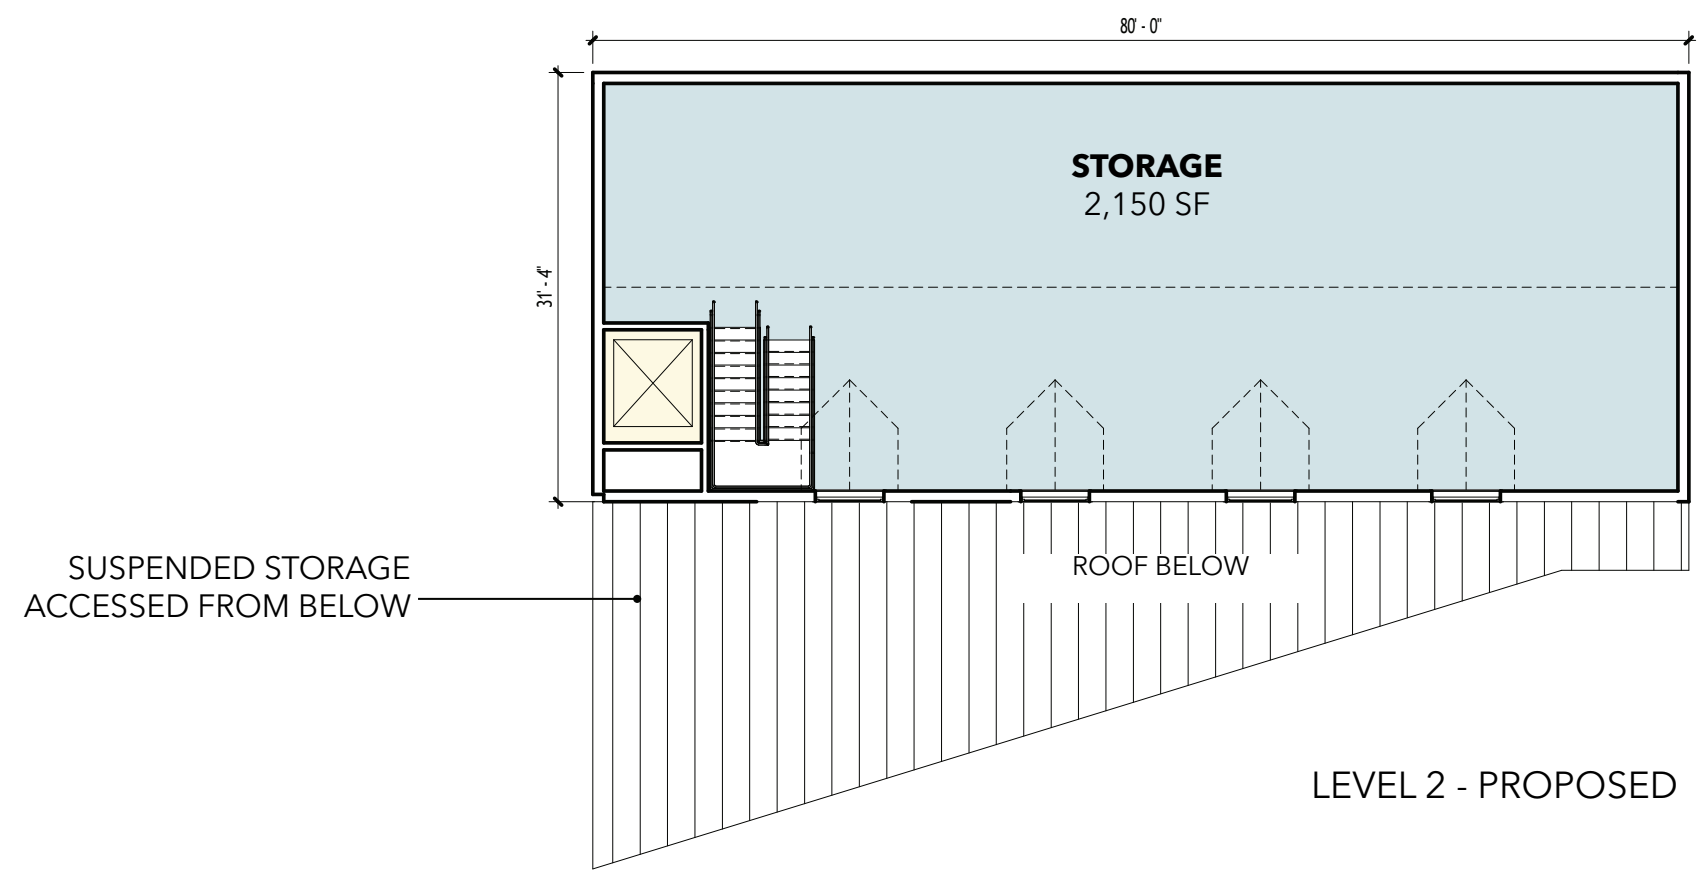 80' - 0"
STORAGE
2,150 SF
31' - 4"
SUSPENDED STORAGE
ACCESSED FROM BELOW
ROOF BELOW
LEVEL 2 - PROPOSED